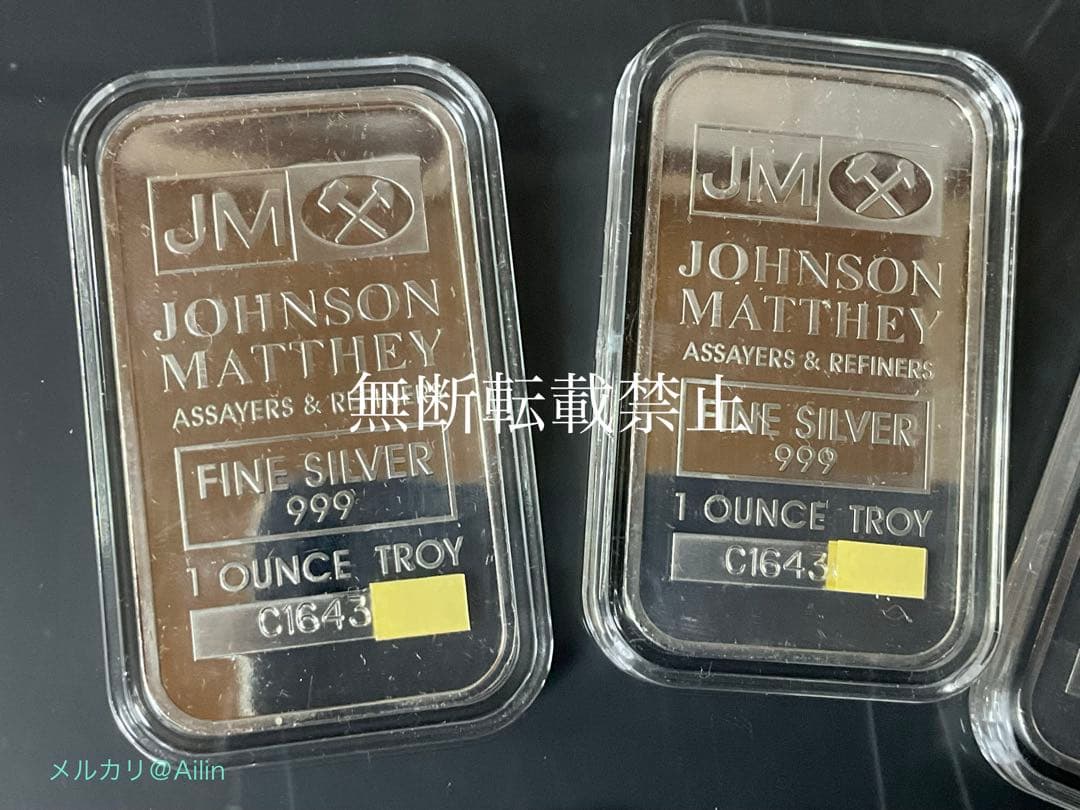 JM
JOHNSON
MATTHEY
ASSAYERS & REFINERS
FINE SILVER
999
1 OUNCE TROY
C1643
JM
JOHNSON
MATTHEY
ASSAYERS & REFINERS
FINE SILVER
999
1 OUNCE TROY
C1643
無断転載禁止
メルカリ@Ailin